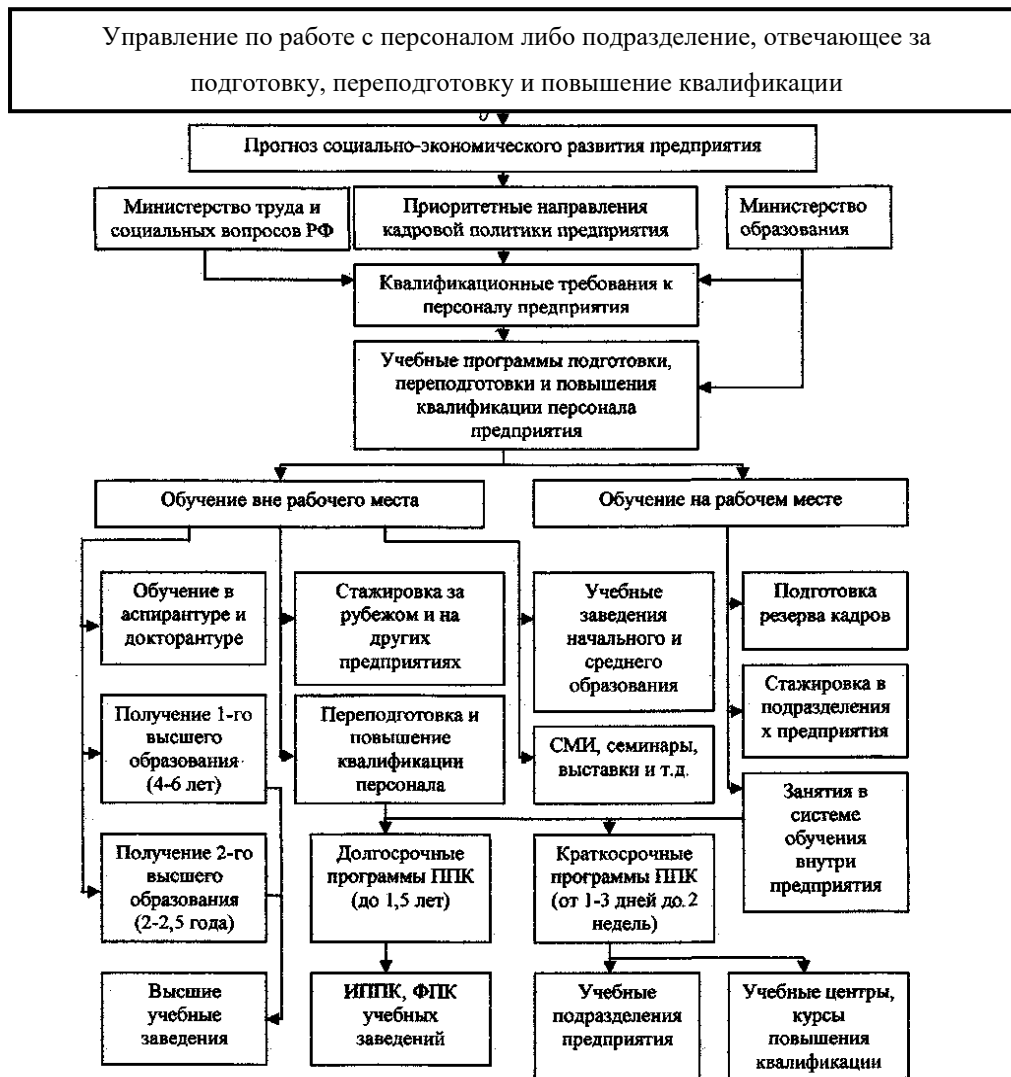 Управление по работе с персоналом либо подразделение, отвечающее за
подготовку, переподготовку и повышение квалификации
Прогноз социально-экономического развития предприятия
Министерство труда и
социальных вопросов РФ
Приоритетные направления
кадровой политики предприятия
Министерство
образования
Квалификационные требования к
персоналу предприятия
Учебные программы подготовки,
переподготовки и повышения
квалификации персонала
предприятия
Обучение вне рабочего места
Обучение на рабочем месте
Обучение в
аспирантуре и
докторантуре
Стажировка за
рубежом и на
других
предприятиях
Учебные
заведения
начального и
среднего
образования
Подготовка
резерва кадров
Получение 1-го
высшего
образования
(4-6 лет)
Переподготовка и
повышение
квалификации
персонала
СМИ, семинары,
выставки и т.д.
Стажировка в
подразделения
х предприятия
Занятия в
системе
обучения
внутри
предприятия
Получение 2-го
высшего
образования
(2-2,5 года)
Долгосрочные
программы ППК
(до 1,5 лет)
Краткосрочные
программы ППК
(от 1-3 дней до 2
недель)
Высшие
учебные
заведения
ИППК, ФПК
учебных
заведений
Учебные
подразделения
предприятия
Учебные центры,
курсы
повышения
квалификации